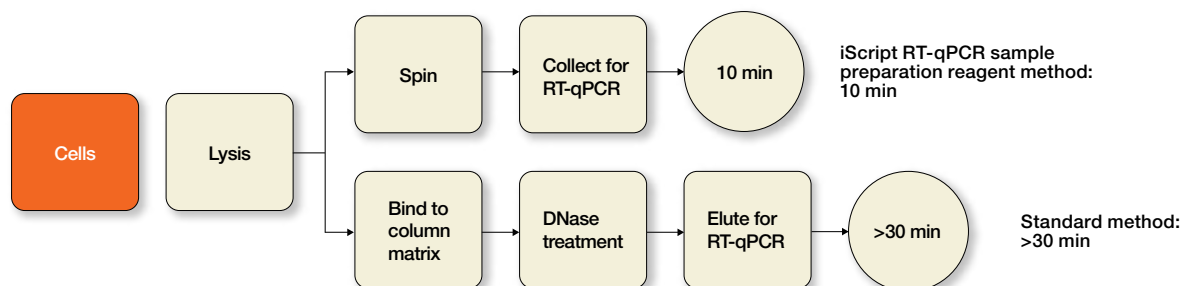 Cells
Lysis
Spin
Collect for
RT-qPCR
10 min
iScript RT-qPCR sample
preparation reagent method:
10 min
Bind to
column
matrix
DNase
treatment
Elute for
RT-qPCR
>30 min
Standard method:
>30 min